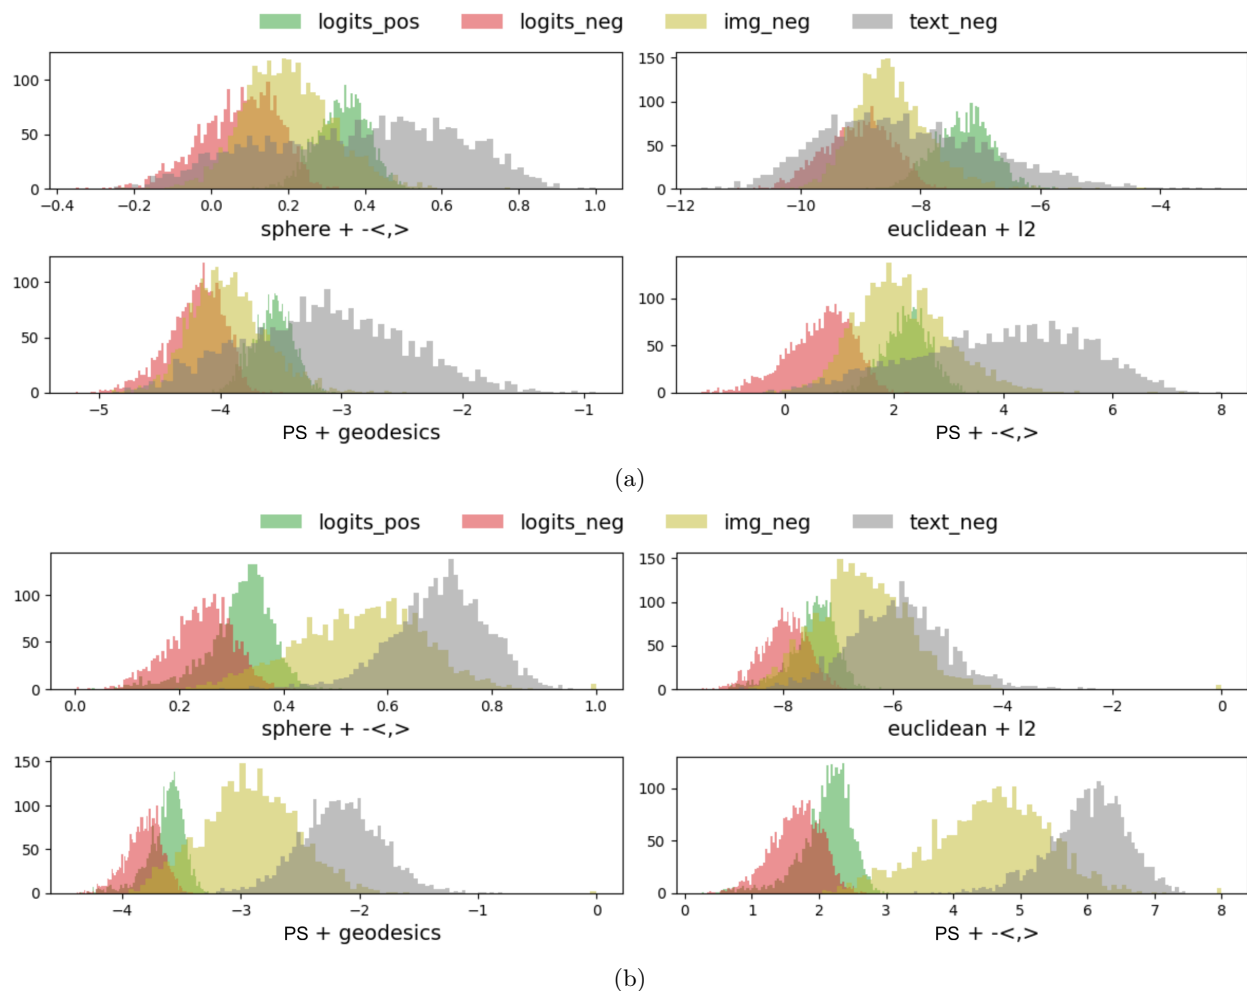 logits_pos logits_neg img_neg text_neg
100
50
0
−0.4 −0.2 0.0 0.2 0.4 0.6 0.8 1.0
sphere + -<,>
150
100
50
0
−12 −10 −8 −6 −4
euclidean + l2
100
50
0
−5 −4 −3 −2 −1
PS + geodesics
100
50
0
0 2 4 6 8
PS + -<,>
(a)
logits_pos logits_neg img_neg text_neg
100
50
0
0.0 0.2 0.4 0.6 0.8 1.0
sphere + -<,>
150
100
50
0
−8 −6 −4 −2 0
euclidean + l2
150
100
50
0
−4 −3 −2 −1 0
PS + geodesics
100
50
0
0 1 2 3 4 5 6 7 8
PS + -<,>
(b)